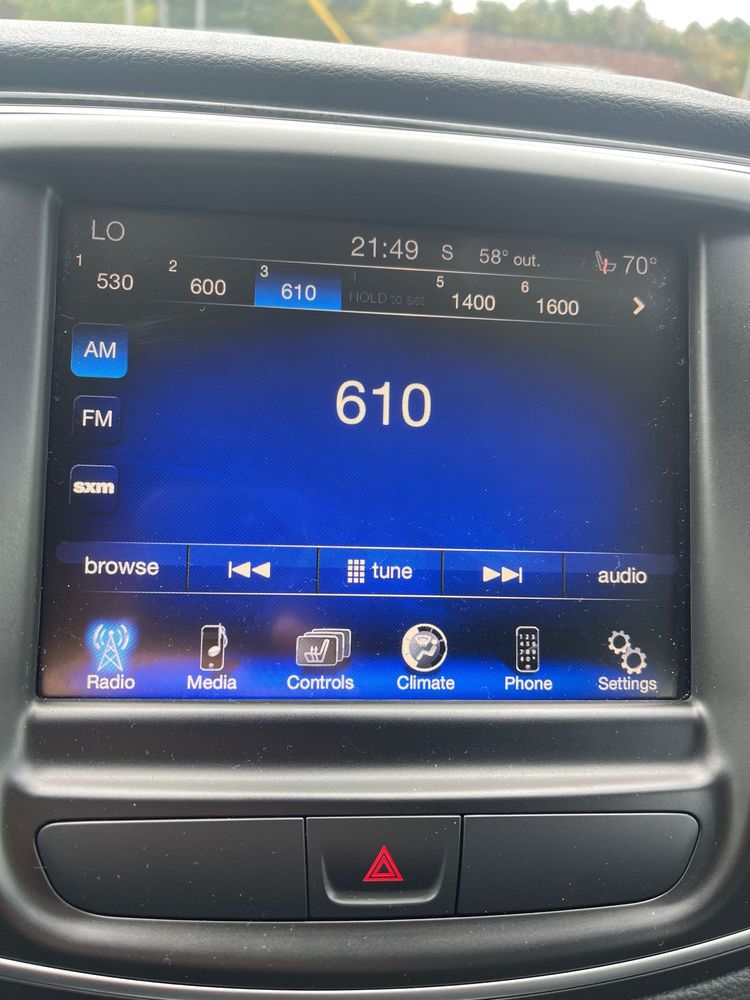 LO 21:49 S 58° out. 70°
1 530 2 600 3 610 4 HOLD to set 5 1400 6 1600
AM
610
FM
sxm
browse tune audio
Radio Media Controls Climate Phone Settings